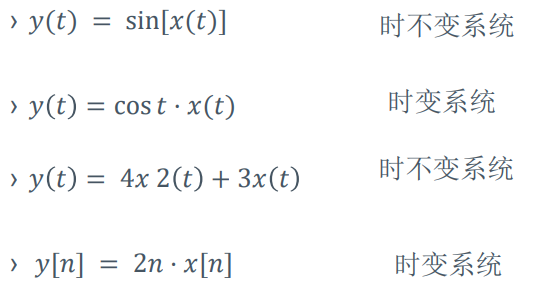 › y(t) = sin[x(t)] 时不变系统
› y(t) = cos t · x(t) 时变系统
› y(t) = 4x 2(t) + 3x(t) 时不变系统
› y[n] = 2n · x[n] 时变系统